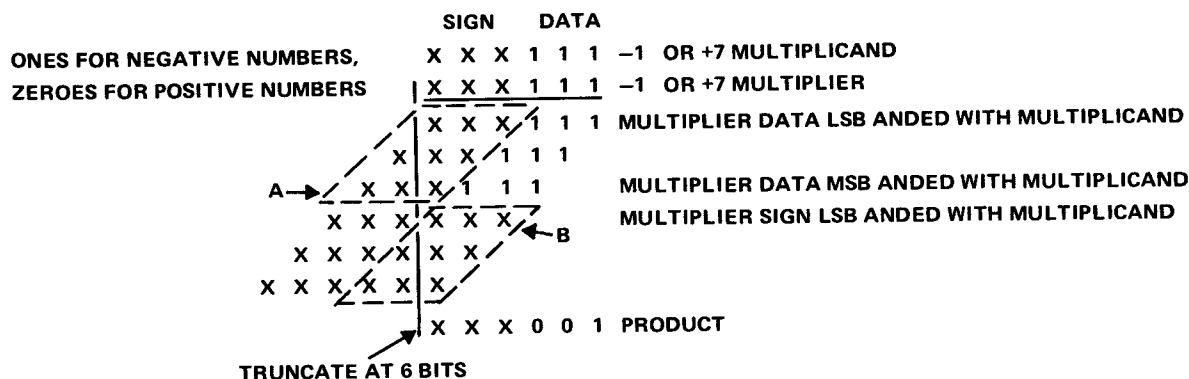 SIGN DATA
ONES FOR NEGATIVE NUMBERS, X X X 1 1 1 –1 OR +7 MULTIPLICAND
ZEROES FOR POSITIVE NUMBERS X X X 1 1 1 –1 OR +7 MULTIPLIER
X X X 1 1 1 MULTIPLIER DATA LSB ANDED WITH MULTIPLICAND
X X X 1 1 1
A X X X 1 1 1 MULTIPLIER DATA MSB ANDED WITH MULTIPLICAND
X X X X X X MULTIPLIER SIGN LSB ANDED WITH MULTIPLICAND
B
X X X X X X
X X X X X X
X X X 0 0 1 PRODUCT
TRUNCATE AT 6 BITS